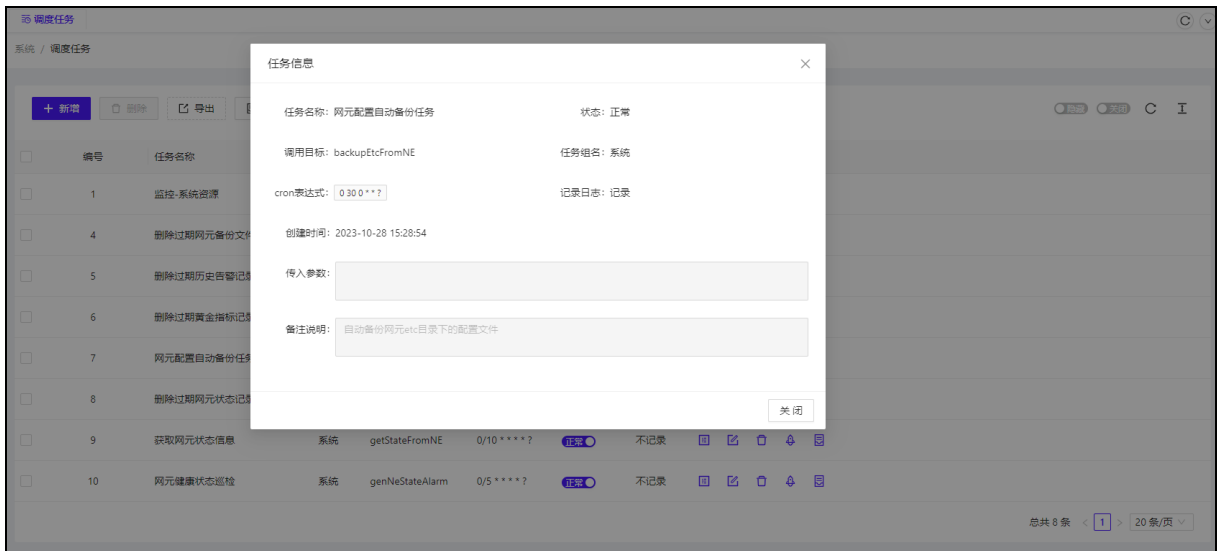 调度任务
系统 / 调度任务
任务信息
新增 删除 导出
隐藏 关闭
任务名称: 网元配置自动备份任务 状态: 正常
调用目标: backupEtcFromNE 任务组名: 系统
cron表达式: 0 30 0 * * ? 记录日志: 记录
创建时间: 2023-10-28 15:28:54
传入参数:
备注说明: 自动备份网元etc目录下的配置文件
关 闭
编号 任务名称
1 监控-系统资源
4 删除过期网元备份文件
5 删除过期历史告警记录
6 删除过期黄金指标记录
7 网元配置自动备份任务
8 删除过期网元状态记录
9 获取网元状态信息 系统 getStateFromNE 0/10 * * * * ? 正常 不记录
10 网元健康状态巡检 系统 genNeStateAlarm 0/5 * * * * ? 正常 不记录
总共 8 条 < 1 > 20 条/页